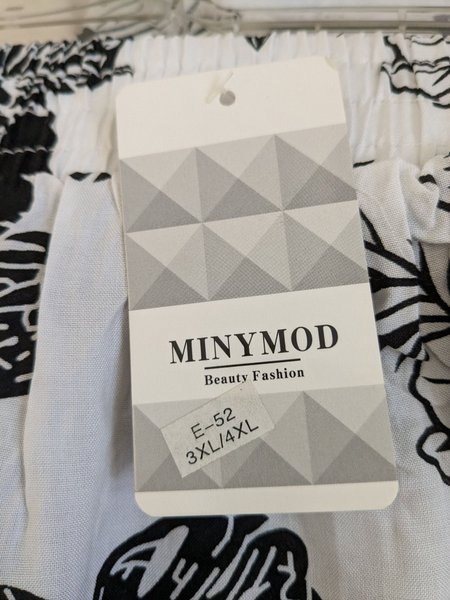 MINYMOD
Beauty Fashion
E-52
3XL/4XL